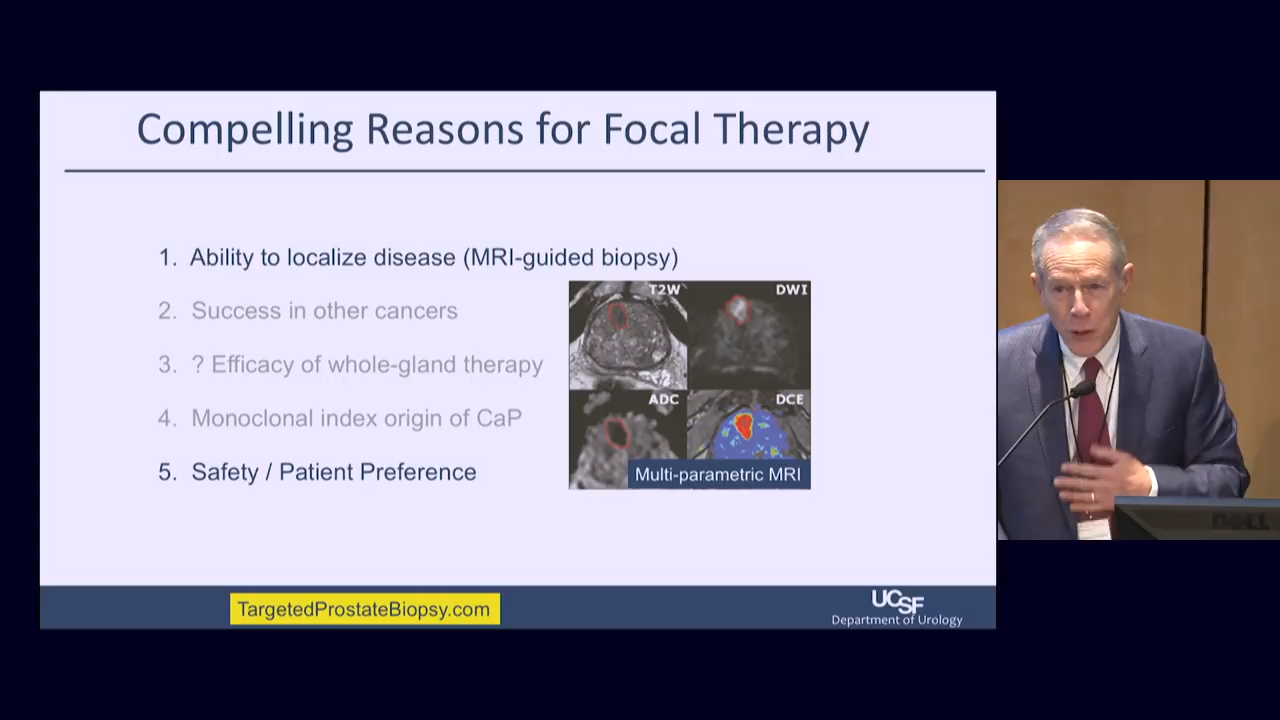 Compelling Reasons for Focal Therapy
1. Ability to localize disease (MRI-guided biopsy)
2. Success in other cancers
3. ? Efficacy of whole-gland therapy
4. Monoclonal index origin of CaP
5. Safety / Patient Preference
T2W DWI
ADC DCE
Multi-parametric MRI
TargetedProstateBiopsy.com
UCSF
Department of Urology
DELL